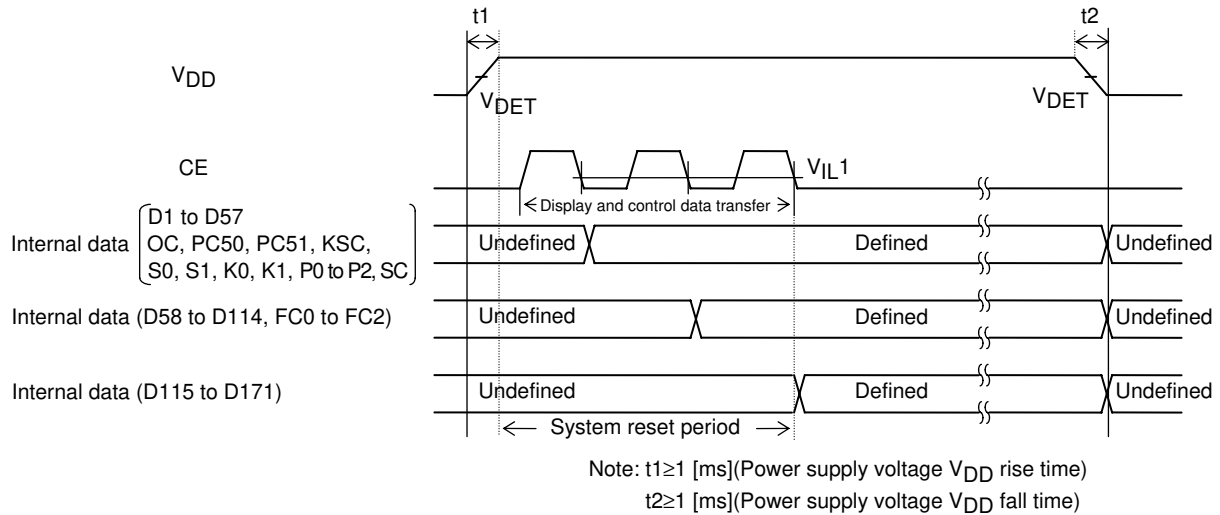 t1
t2
VDD
VDET
VDET
CE
VIL1
Display and control data transfer
Internal data
D1 to D57
OC, PC50, PC51, KSC,
S0, S1, K0, K1, P0 to P2, SC
Undefined
Defined
Undefined
Internal data (D58 to D114, FC0 to FC2)
Undefined
Defined
Undefined
Internal data (D115 to D171)
Undefined
Defined
Undefined
System reset period
Note: t1≥1 [ms](Power supply voltage VDD rise time)
t2≥1 [ms](Power supply voltage VDD fall time)